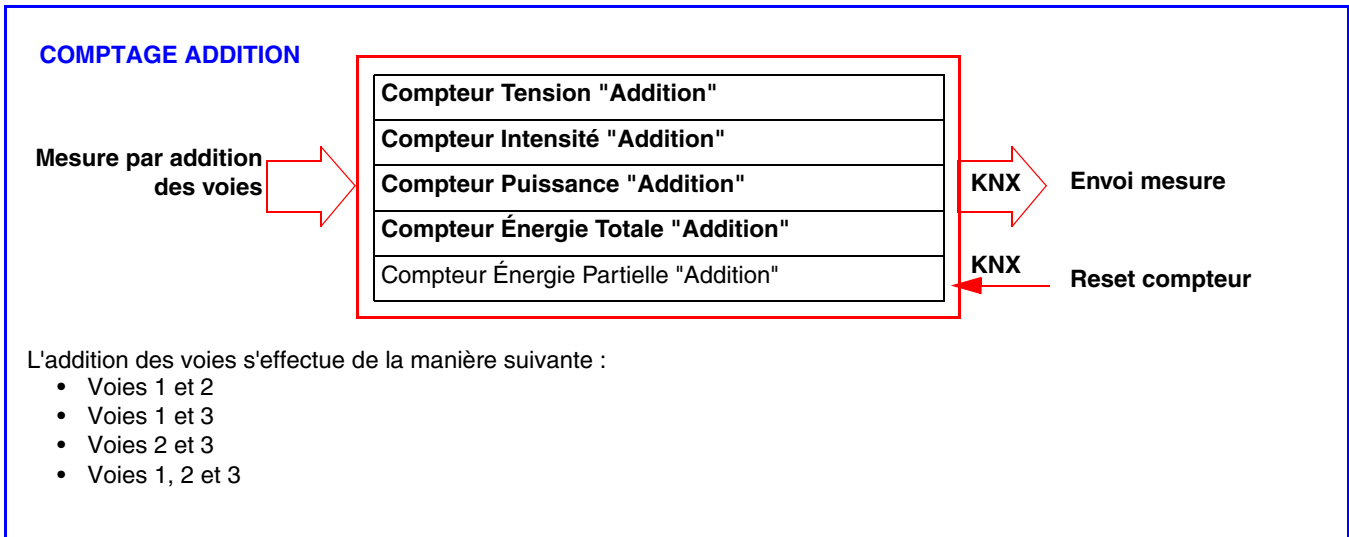 COMPTAGE ADDITION
Compteur Tension "Addition"
Compteur Intensité "Addition"
Mesure par addition
des voies
Compteur Puissance "Addition"
KNX
Envoi mesure
Compteur Énergie Totale "Addition"
Compteur Énergie Partielle "Addition"
KNX
Reset compteur
L'addition des voies s'effectue de la manière suivante :
• Voies 1 et 2
• Voies 1 et 3
• Voies 2 et 3
• Voies 1, 2 et 3